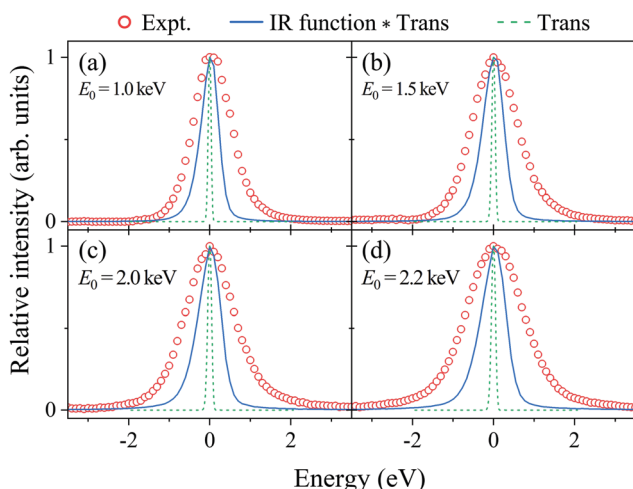 Expt. IR function * Trans Trans
(a)
E₀ = 1.0 keV
(b)
E₀ = 1.5 keV
1
0
Relative intensity (arb. units)
(c)
E₀ = 2.0 keV
(d)
E₀ = 2.2 keV
1
0
-2 0 2 -2 0 2
Energy (eV)